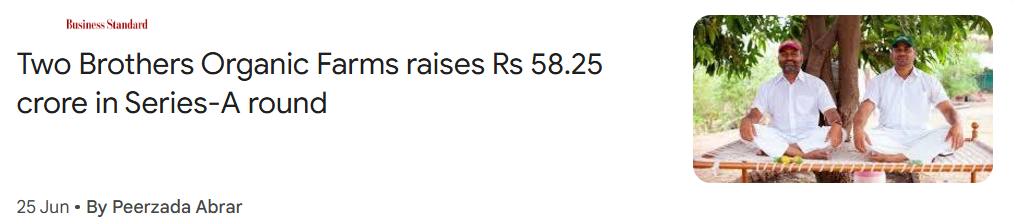 Business Standard
Two Brothers Organic Farms raises Rs 58.25
crore in Series-A round
25 Jun • By Peerzada Abrar